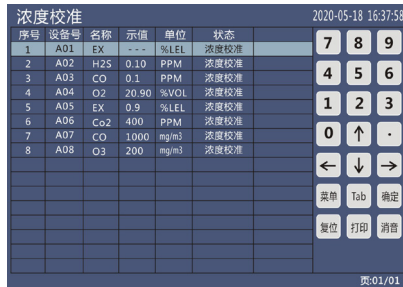 浓度校准 2020-05-18 16:37:58
序号 设备号 名称 示值 单位 状态
1 A01 EX --- %LEL 浓度校准
2 A02 H2S 0.10 PPM 浓度校准
3 A03 CO 0.1 PPM 浓度校准
4 A04 O2 20.90 %VOL 浓度校准
5 A05 EX 0.9 %LEL 浓度校准
6 A06 Co2 400 PPM 浓度校准
7 A07 CO 1000 mg/m3 浓度校准
8 A08 O3 200 mg/m3 浓度校准
7 8 9
4 5 6
1 2 3
0 ↑ ·
← ↓ →
菜单 Tab 确定
复位 打印 消音
页:01/01